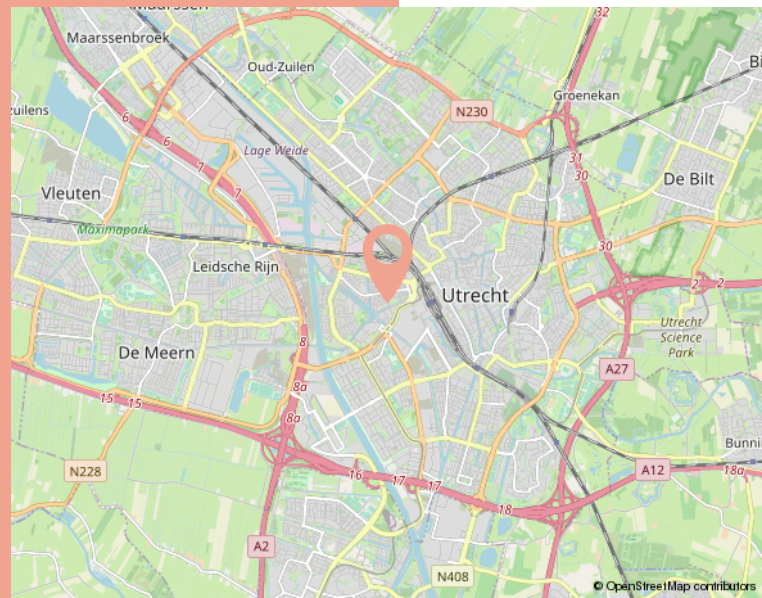 Maarssen
32
Maarssenbroek
Oud-Zuilen
Bi
Groenekan
zuilens
6
N230
6
Lage Weide
7
31
30
7
De Bilt
Vleuten
Maximapark
30
Leidsche Rijn
2
2
Utrecht
Utrecht
Science
Park
8
De Meern
A27
8a
15
15
8a
Bunni
N228
16
17
17
A12
18a
18
A2
N408
© OpenStreetMap contributors